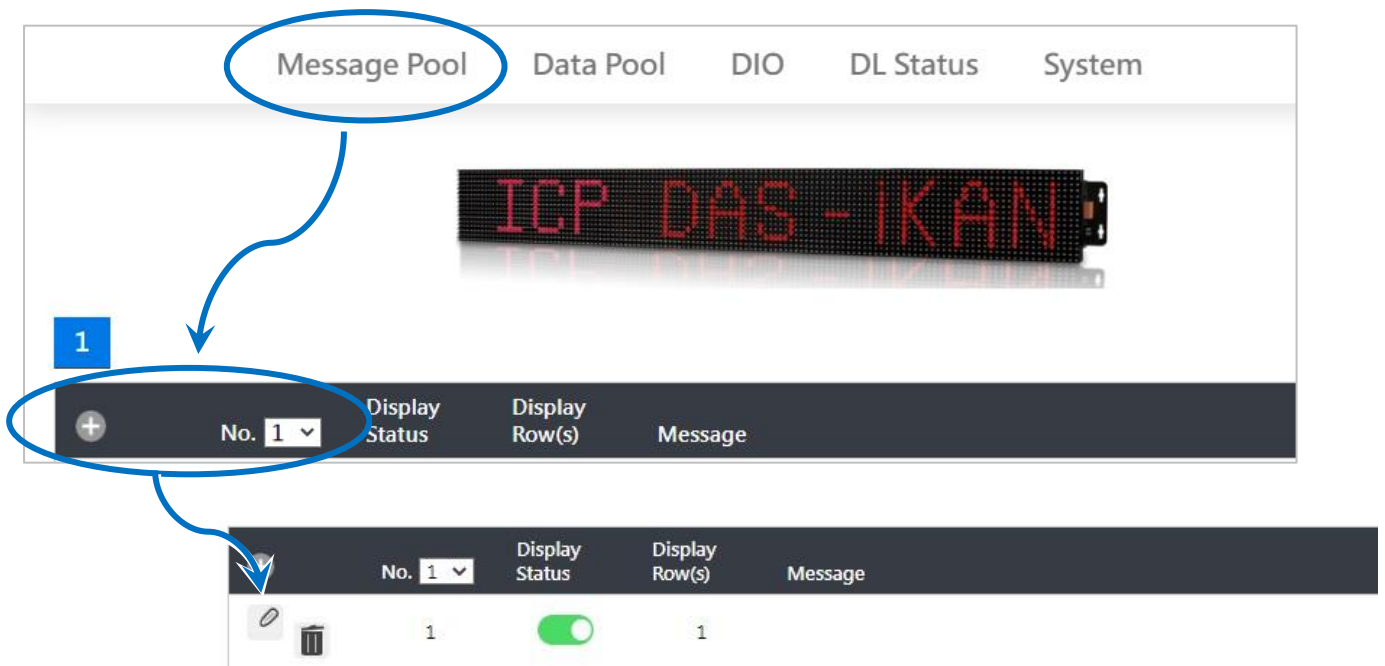 Message Pool Data Pool DIO DL Status System
ICP DAS - iKAN
1
No. 1 Display Status Display Row(s) Message
No. 1 Display Status Display Row(s) Message
1 1